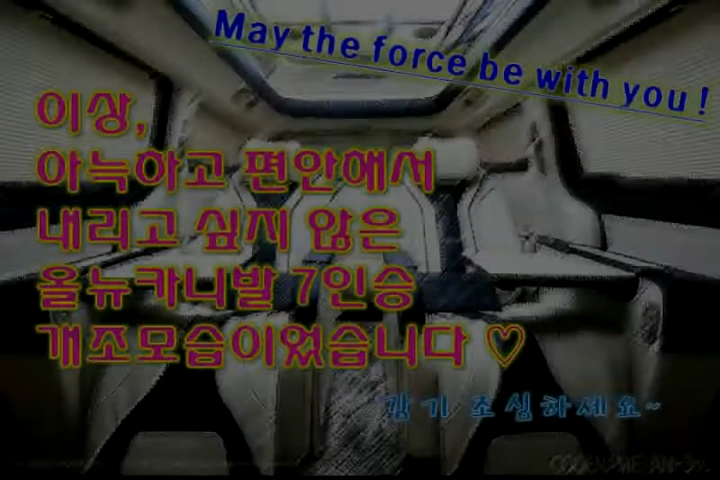 May the force be with you !
이상,
아늑하고 편안해서
내리고 싶지 않은
올뉴카니발 7인승
개조모습이었습니다 ♡
감기 조심하세요~